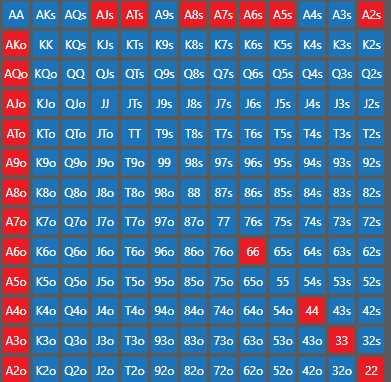 AA AKs AQs AJs ATs A9s A8s A7s A6s A5s A4s A3s A2s
AKo KK KQs KJs KTs K9s K8s K7s K6s K5s K4s K3s K2s
AQo KQo QQ QJs QTs Q9s Q8s Q7s Q6s Q5s Q4s Q3s Q2s
AJo KJo QJo JJ JTs J9s J8s J7s J6s J5s J4s J3s J2s
ATo KTo QTo JTo TT T9s T8s T7s T6s T5s T4s T3s T2s
A9o K9o Q9o J9o T9o 99 98s 97s 96s 95s 94s 93s 92s
A8o K8o Q8o J8o T8o 98o 88 87s 86s 85s 84s 83s 82s
A7o K7o Q7o J7o T7o 97o 87o 77 76s 75s 74s 73s 72s
A6o K6o Q6o J6o T6o 96o 86o 76o 66 65s 64s 63s 62s
A5o K5o Q5o J5o T5o 95o 85o 75o 65o 55 54s 53s 52s
A4o K4o Q4o J4o T4o 94o 84o 74o 64o 54o 44 43s 42s
A3o K3o Q3o J3o T3o 93o 83o 73o 63o 53o 43o 33 32s
A2o K2o Q2o J2o T2o 92o 82o 72o 62o 52o 42o 32o 22